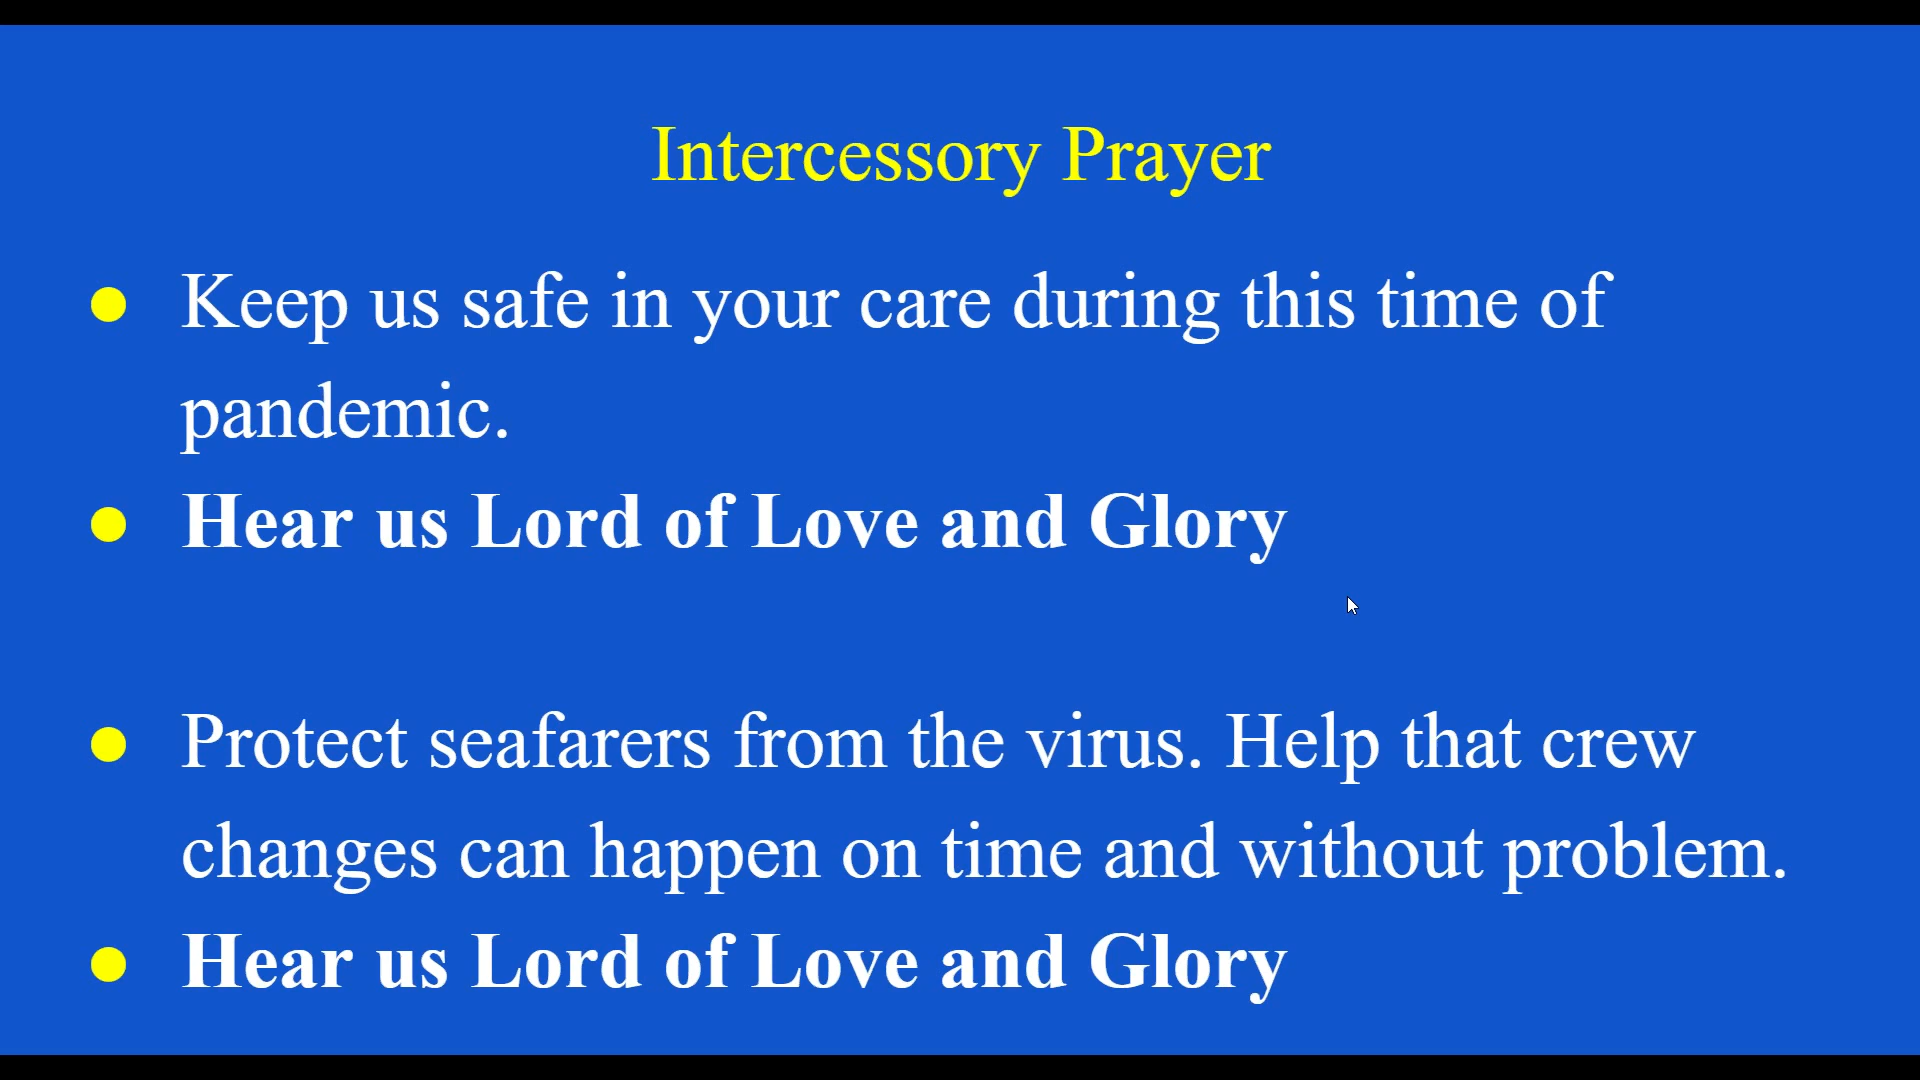 Intercessory Prayer
● Keep us safe in your care during this time of
pandemic.
● Hear us Lord of Love and Glory
● Protect seafarers from the virus. Help that crew
changes can happen on time and without problem.
● Hear us Lord of Love and Glory